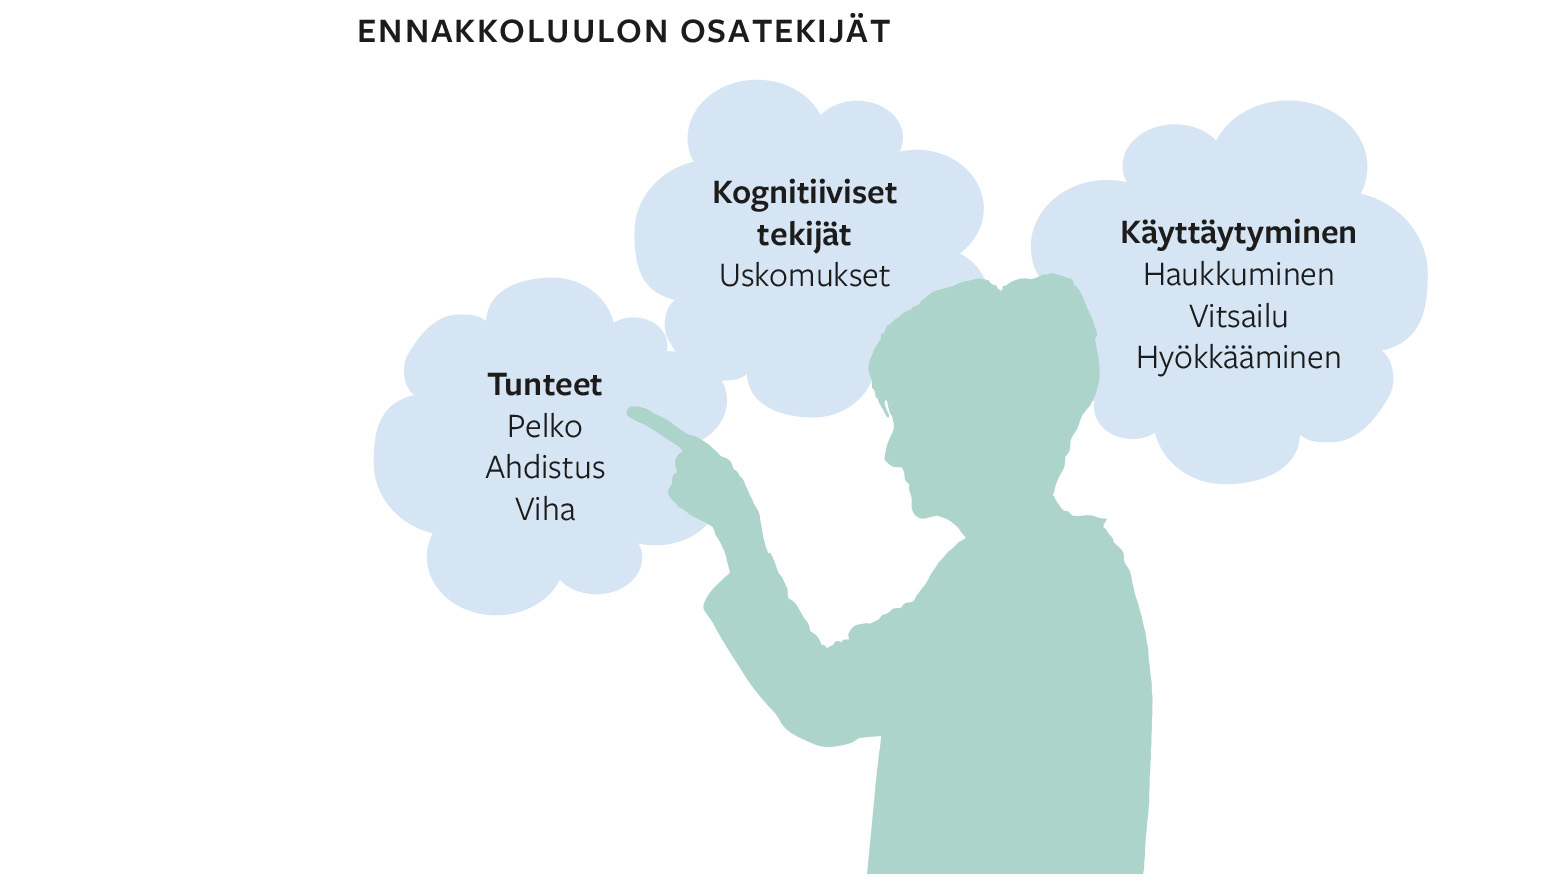 ENNAKKOLUULON OSATEKIJÄT
Kognitiiviset
tekijät
Uskomukset
Käyttäytyminen
Haukkuminen
Vitsailu
Hyökkääminen
Tunteet
Pelko
Ahdistus
Viha